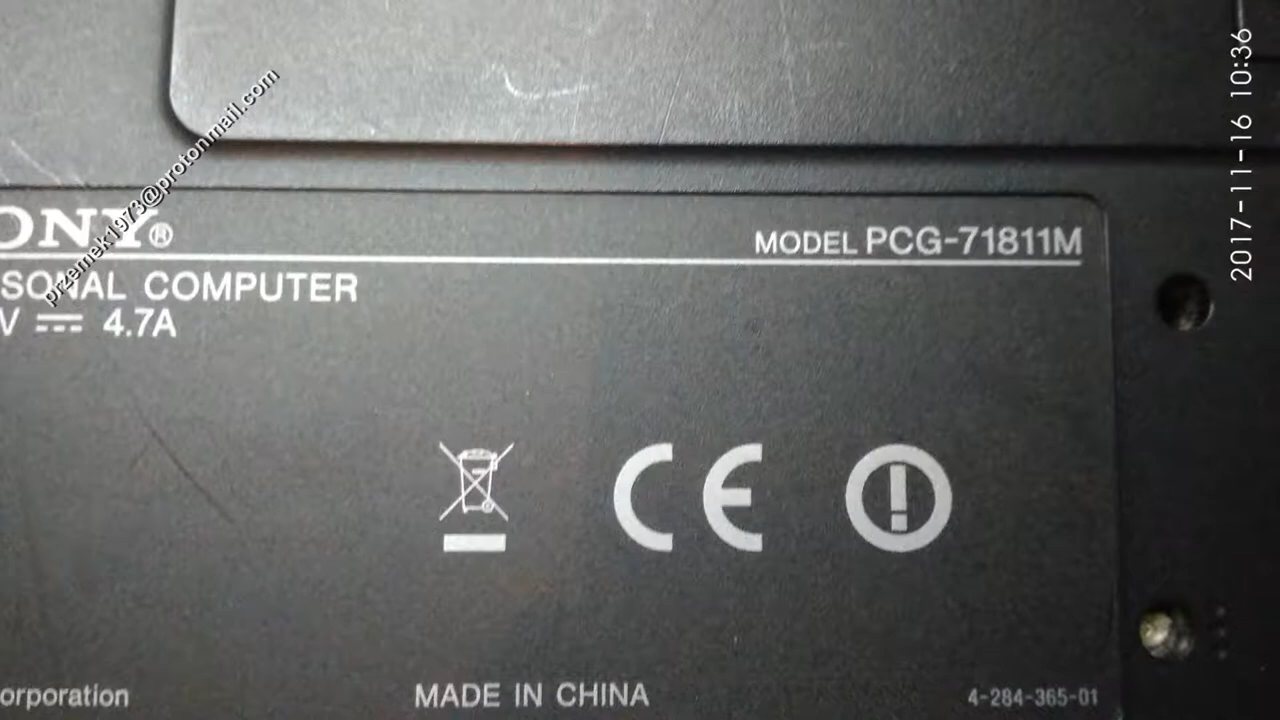 ONY®
MODEL PCG-71811M
SONAL COMPUTER
V ⎓ 4.7A
CE
orporation
MADE IN CHINA
4-284-365-01
przemek1973@protonmail.com
2017-11-16 10:36